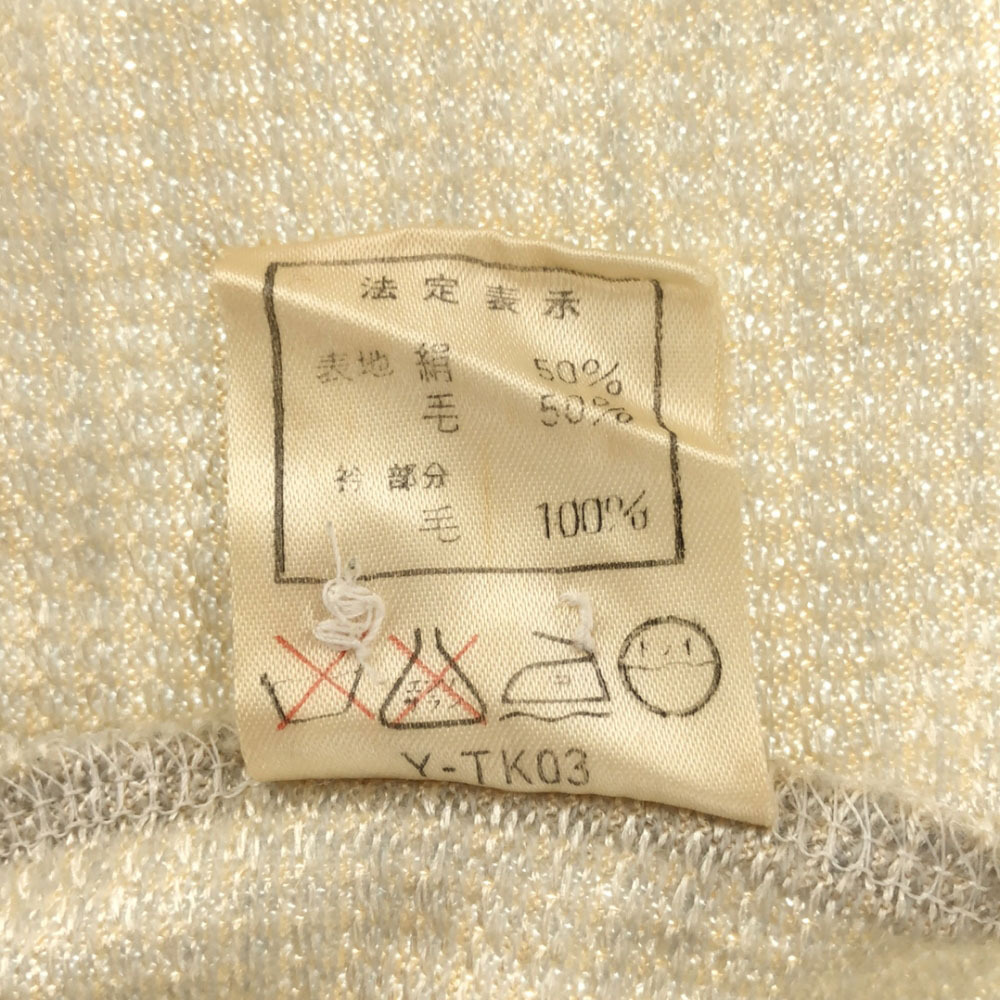 法定表示
表地 絹 50%
毛 50%
衿部分
毛 100%
Y-TK03